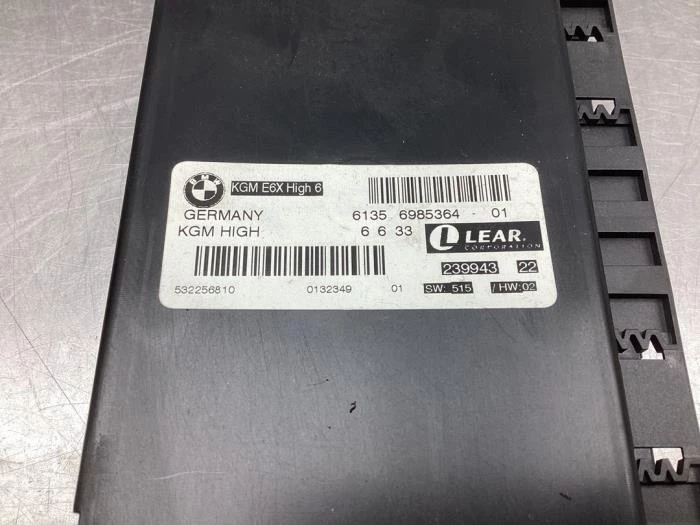 BMW KGM E6X High 6
GERMANY 6135 6985364 - 01
KGM HIGH 6 6 33 L LEAR.
CORPORATION
239943 22
532256810 0132349 01 SW: 515 / HW: 02